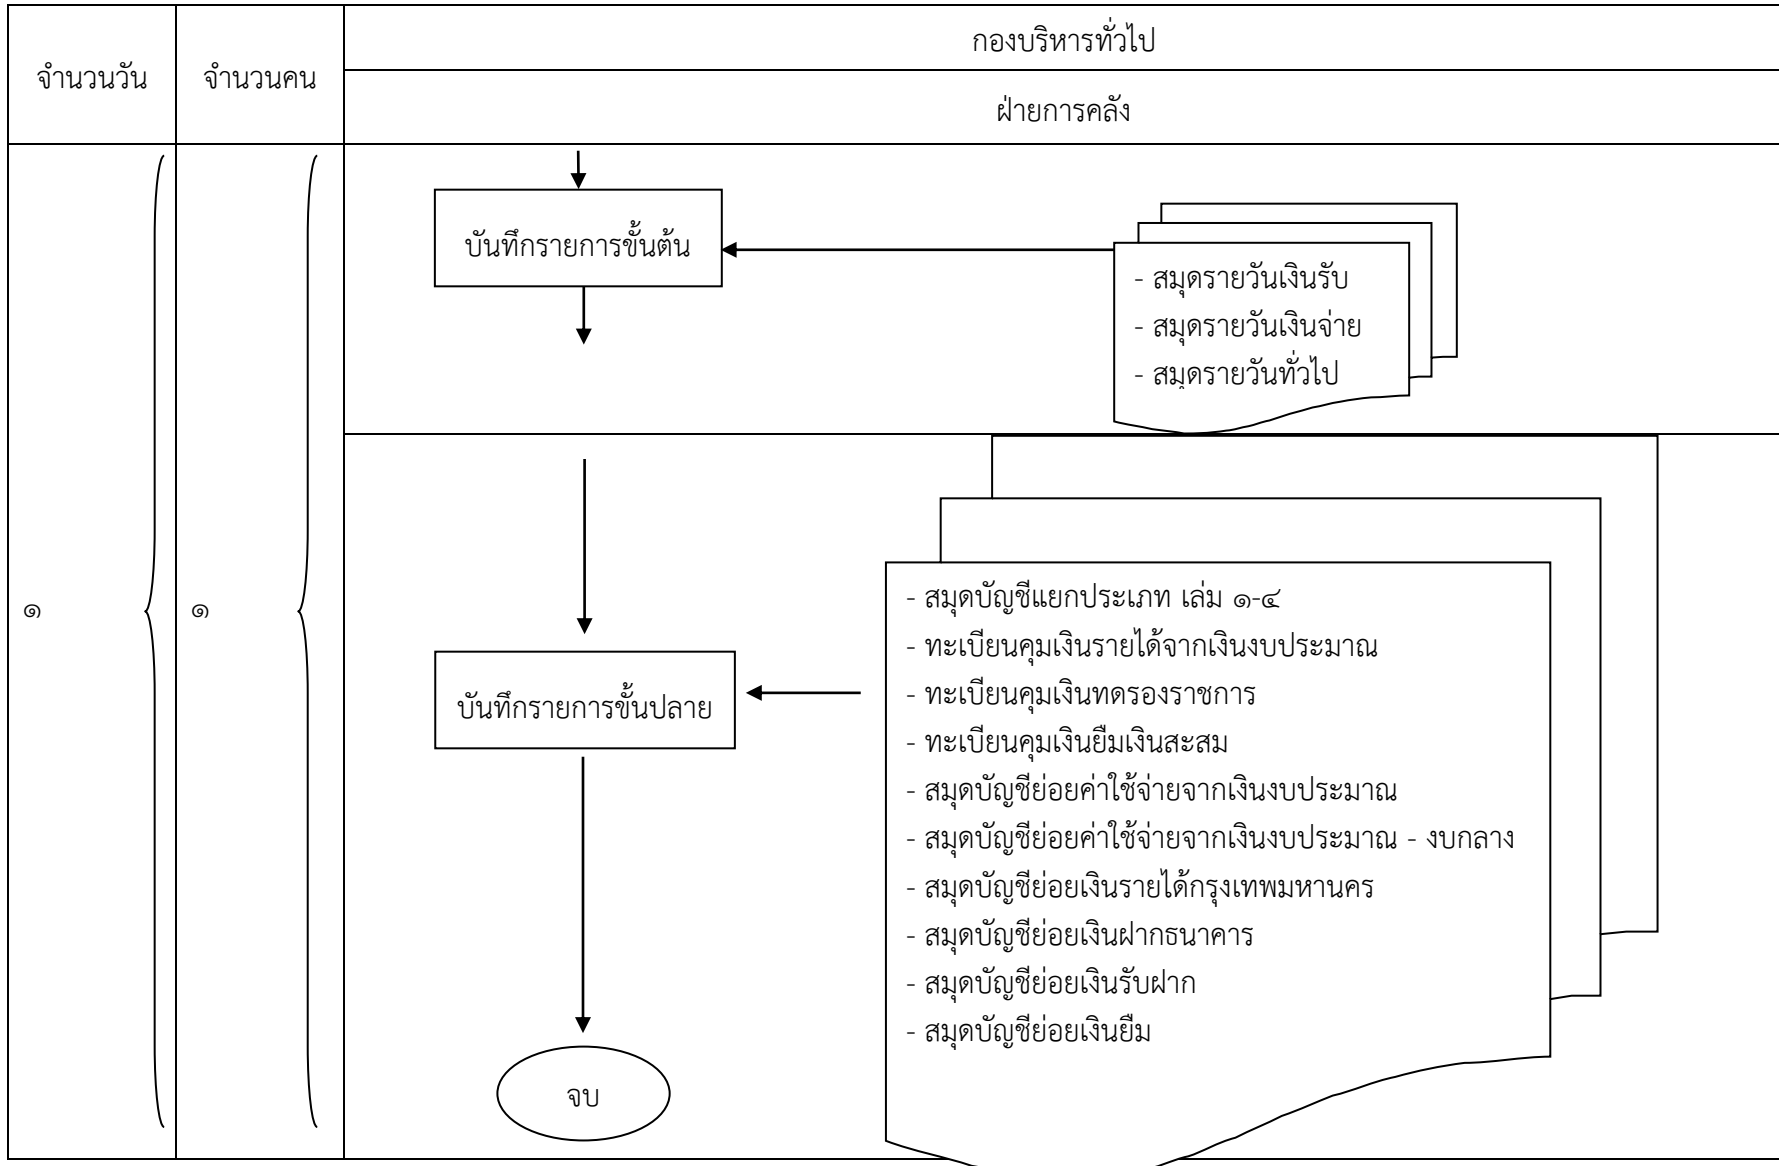 จำนวนวัน
จำนวนคน
กองบริหารทั่วไป
ฝ่ายการคลัง
บันทึกรายการขั้นต้น
- สมุดรายวันเงินรับ
- สมุดรายวันเงินจ่าย
- สมุดรายวันทั่วไป
๑
๑
บันทึกรายการขั้นปลาย
- สมุดบัญชีแยกประเภท เล่ม ๑-๔
- ทะเบียนคุมเงินรายได้จากเงินงบประมาณ
- ทะเบียนคุมเงินทดรองราชการ
- ทะเบียนคุมเงินยืมเงินสะสม
- สมุดบัญชีย่อยค่าใช้จ่ายจากเงินงบประมาณ
- สมุดบัญชีย่อยค่าใช้จ่ายจากเงินงบประมาณ - งบกลาง
- สมุดบัญชีย่อยเงินรายได้กรุงเทพมหานคร
- สมุดบัญชีย่อยเงินฝากธนาคาร
- สมุดบัญชีย่อยเงินรับฝาก
- สมุดบัญชีย่อยเงินยืม
จบ